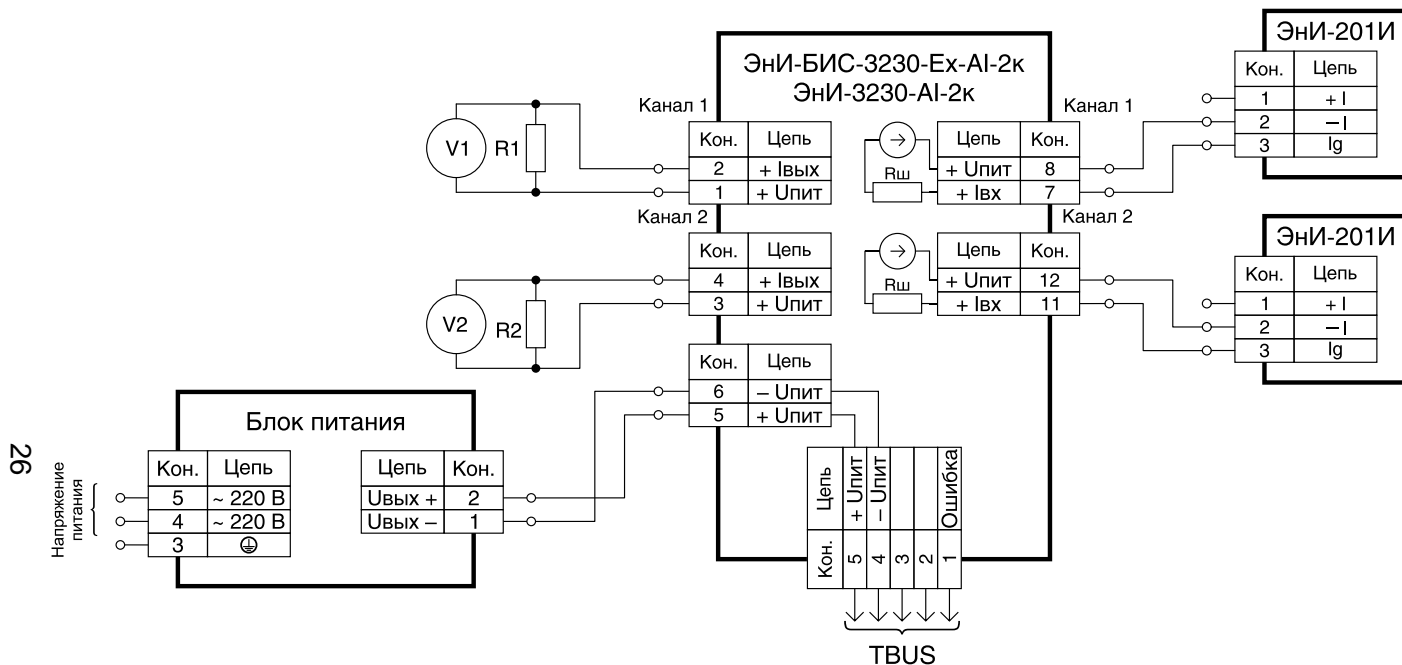 ЭнИ-БИС-3230-Ex-AI-2к
ЭнИ-3230-AI-2к
Канал 1
Кон. Цепь
2 + Iвых
1 + Uпит
V1 R1
Канал 2
Кон. Цепь
4 + Iвых
3 + Uпит
V2 R2
Кон. Цепь
6 – Uпит
5 + Uпит
Канал 1
Цепь Кон.
+ Uпит 8
+ Iвх 7
Rш
Канал 2
Цепь Кон.
+ Uпит 12
+ Iвх 11
Rш
ЭнИ-201И
Кон. Цепь
1 + I
2 – I
3 Ig
ЭнИ-201И
Кон. Цепь
1 + I
2 – I
3 Ig
Блок питания
Кон. Цепь
5 ~ 220 В
4 ~ 220 В
3
Цепь Кон.
Uвых + 2
Uвых – 1
Напряжение
питания
Цепь + Uпит – Uпит Ошибка
Кон. 5 4 3 2 1
TBUS
26